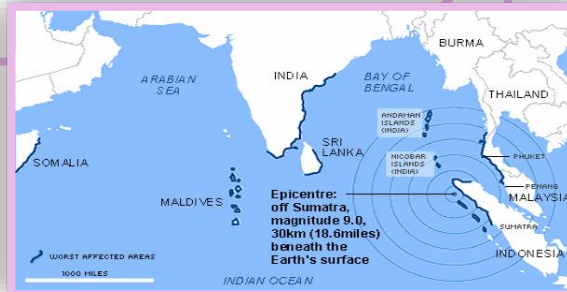 BURMA
INDIA
ARABIAN
SEA
BAY OF
BENGAL
THAILAND
ANDAMAN
ISLANDS
(INDIA)
SRI
LANKA
SOMALIA
NICOBAR
ISLANDS
(INDIA)
PHUKET
PENANG
MALAYSIA
MALDIVES
Epicentre:
off Sumatra,
magnitude 9.0,
30km (18.6miles)
beneath the
Earth's surface
SUMATRA
INDONESIA
WORST AFFECTED AREAS
1000 MILES
INDIAN OCEAN